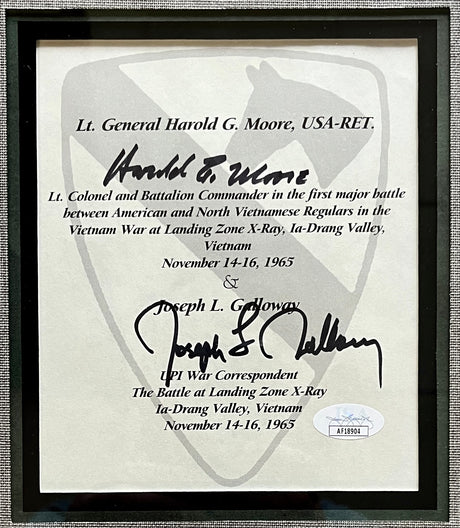 Lt. General Harold G. Moore, USA-RET.
Harold G. Moore
Lt. Colonel and Battalion Commander in the first major battle
between American and North Vietnamese Regulars in the
Vietnam War at Landing Zone X-Ray, Ia-Drang Valley,
Vietnam
November 14-16, 1965
&
Joseph L. Galloway
Joseph L Galloway
UPI War Correspondent
The Battle at Landing Zone X-Ray
Ia-Drang Valley, Vietnam
November 14-16, 1965
AF18904